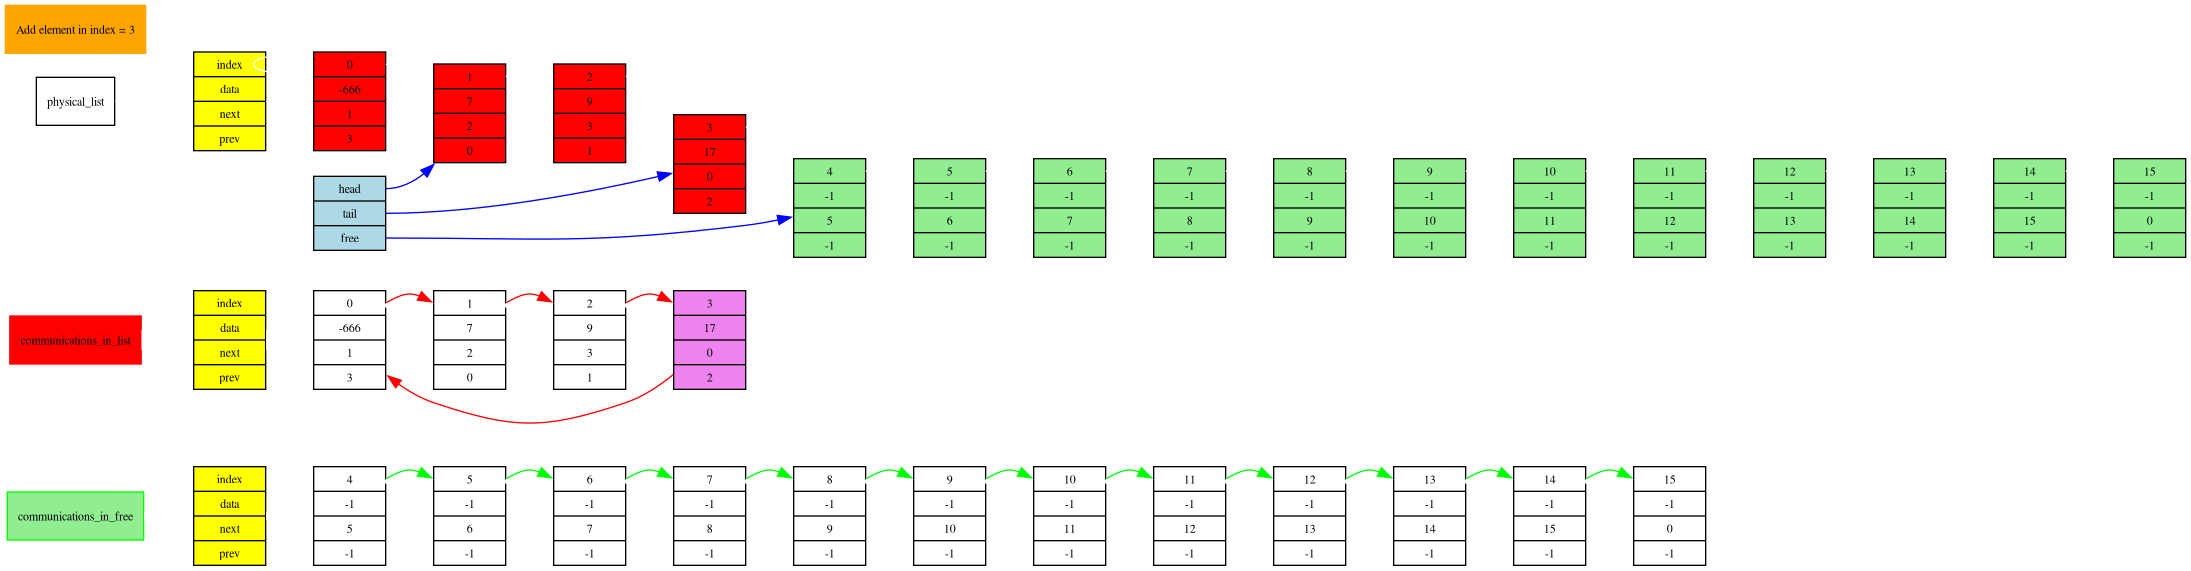 Add element in index = 3
physical_list
index 0 1 2 3 4 5 6 7 8 9 10 11 12 13 14 15
data -666 7 9 17 -1 -1 -1 -1 -1 -1 -1 -1 -1 -1 -1 -1
next 1 2 3 0 5 6 7 8 9 10 11 12 13 14 15 0
prev 3 0 1 2 -1 -1 -1 -1 -1 -1 -1 -1 -1 -1 -1 -1
head
tail
free
communications_in_list
index 0 1 2 3
data -666 7 9 17
next 1 2 3 0
prev 3 0 1 2
communications_in_free
index 4 5 6 7 8 9 10 11 12 13 14 15
data -1 -1 -1 -1 -1 -1 -1 -1 -1 -1 -1 -1
next 5 6 7 8 9 10 11 12 13 14 15 0
prev -1 -1 -1 -1 -1 -1 -1 -1 -1 -1 -1 -1